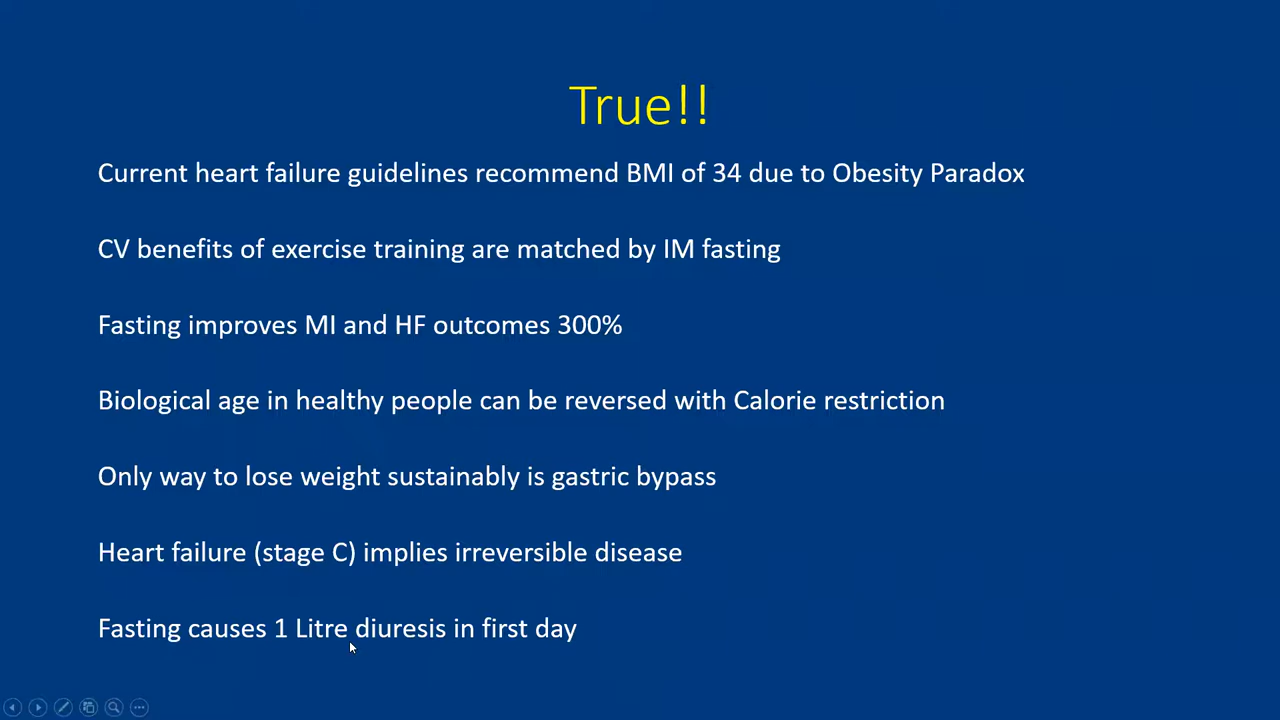 True!!
Current heart failure guidelines recommend BMI of 34 due to Obesity Paradox
CV benefits of exercise training are matched by IM fasting
Fasting improves MI and HF outcomes 300%
Biological age in healthy people can be reversed with Calorie restriction
Only way to lose weight sustainably is gastric bypass
Heart failure (stage C) implies irreversible disease
Fasting causes 1 Litre diuresis in first day